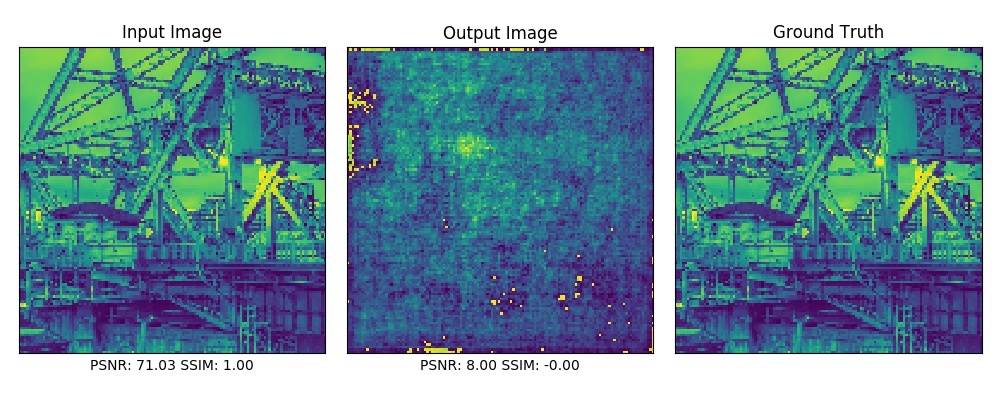 Input Image
Output Image
Ground Truth
PSNR: 71.03 SSIM: 1.00
PSNR: 8.00 SSIM: -0.00